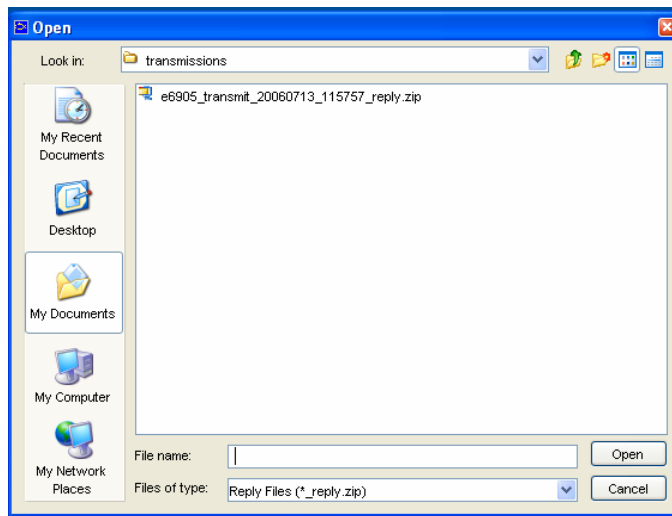 Open
Look in:
transmissions
e6905_transmit_20060713_115757_reply.zip
My Recent
Documents
Desktop
My Documents
My Computer
My Network
Places
File name:
Open
Files of type:
Reply Files (*_reply.zip)
Cancel